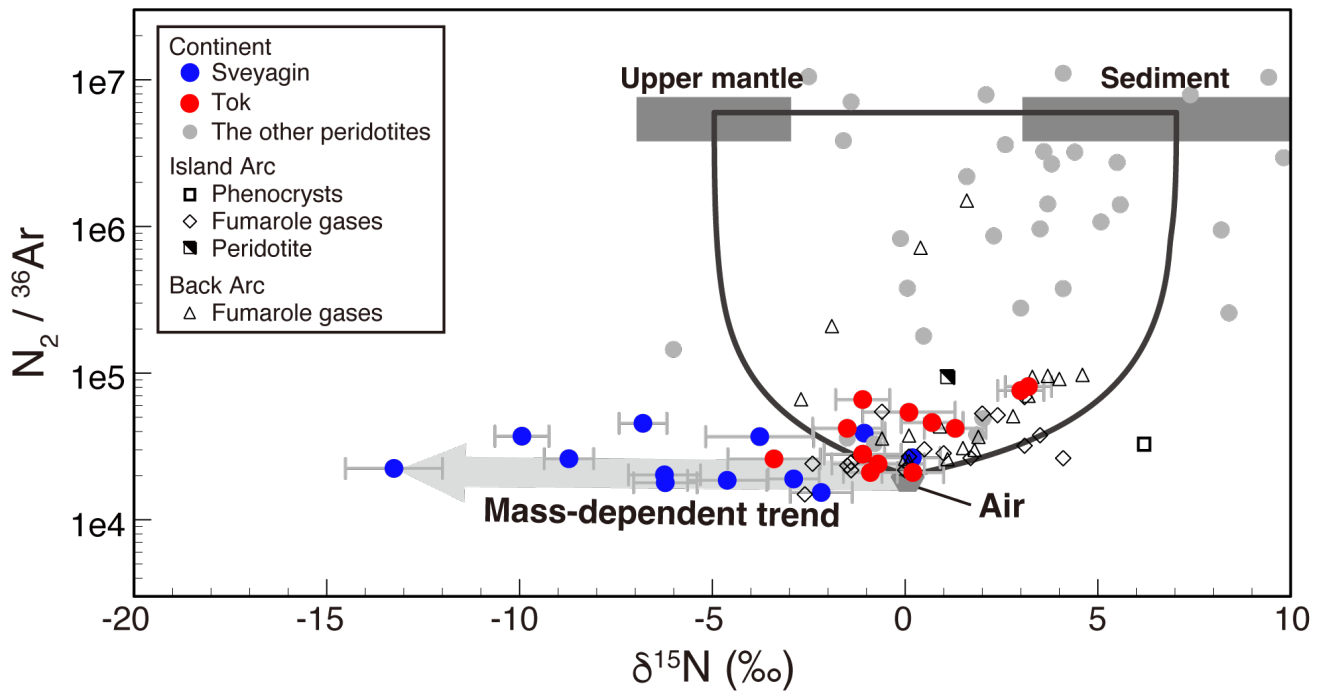 Continent
Sveyagin
Tok
The other peridotites
Island Arc
Phenocrysts
Fumarole gases
Peridotite
Back Arc
Fumarole gases
Upper mantle
Sediment
Mass-dependent trend
Air
N₂ / ³⁶Ar
1e7
1e6
1e5
1e4
-20 -15 -10 -5 0 5 10
δ¹⁵N (‰)